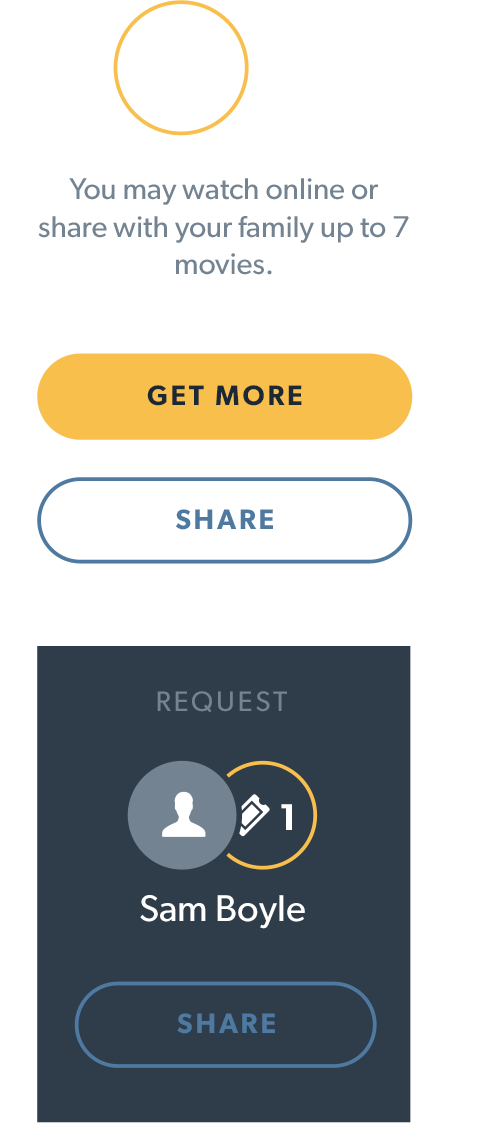 You may watch online or
share with your family up to 7
movies.
GET MORE
SHARE
REQUEST
1
Sam Boyle
SHARE